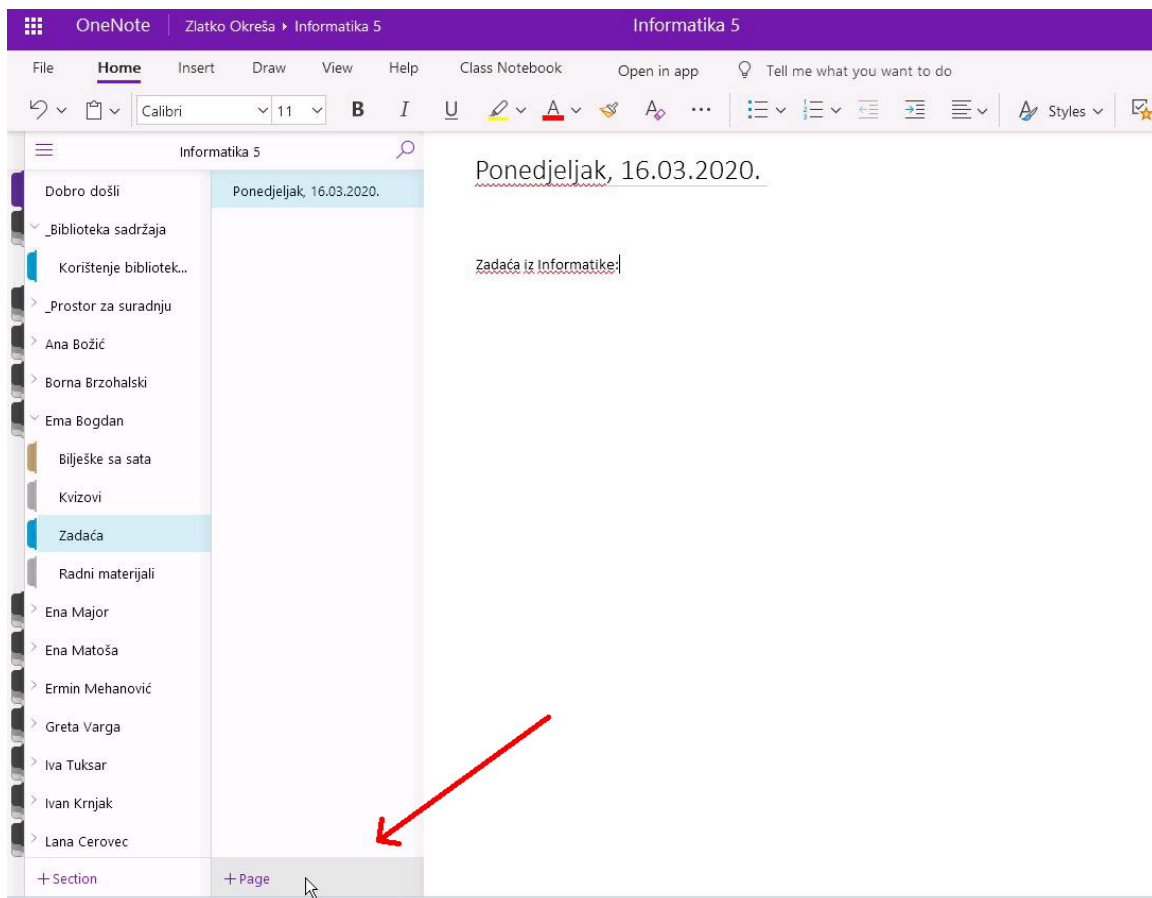 OneNote Zlatko Okreša ▸ Informatika 5 Informatika 5
File Home Insert Draw View Help Class Notebook Open in app Tell me what you want to do
Calibri 11 B I U A A Styles
Informatika 5
Dobro došli
_Biblioteka sadržaja
Korištenje bibliotek...
_Prostor za suradnju
Ana Božić
Borna Brzohalski
Ema Bogdan
Bilješke sa sata
Kvizovi
Zadaća
Radni materijali
Ena Major
Ena Matoša
Ermin Mehanović
Greta Varga
Iva Tuksar
Ivan Krnjak
Lana Cerovec
+ Section
Ponedjeljak, 16.03.2020.
+ Page
Ponedjeljak, 16.03.2020.
Zadaća iz Informatike: